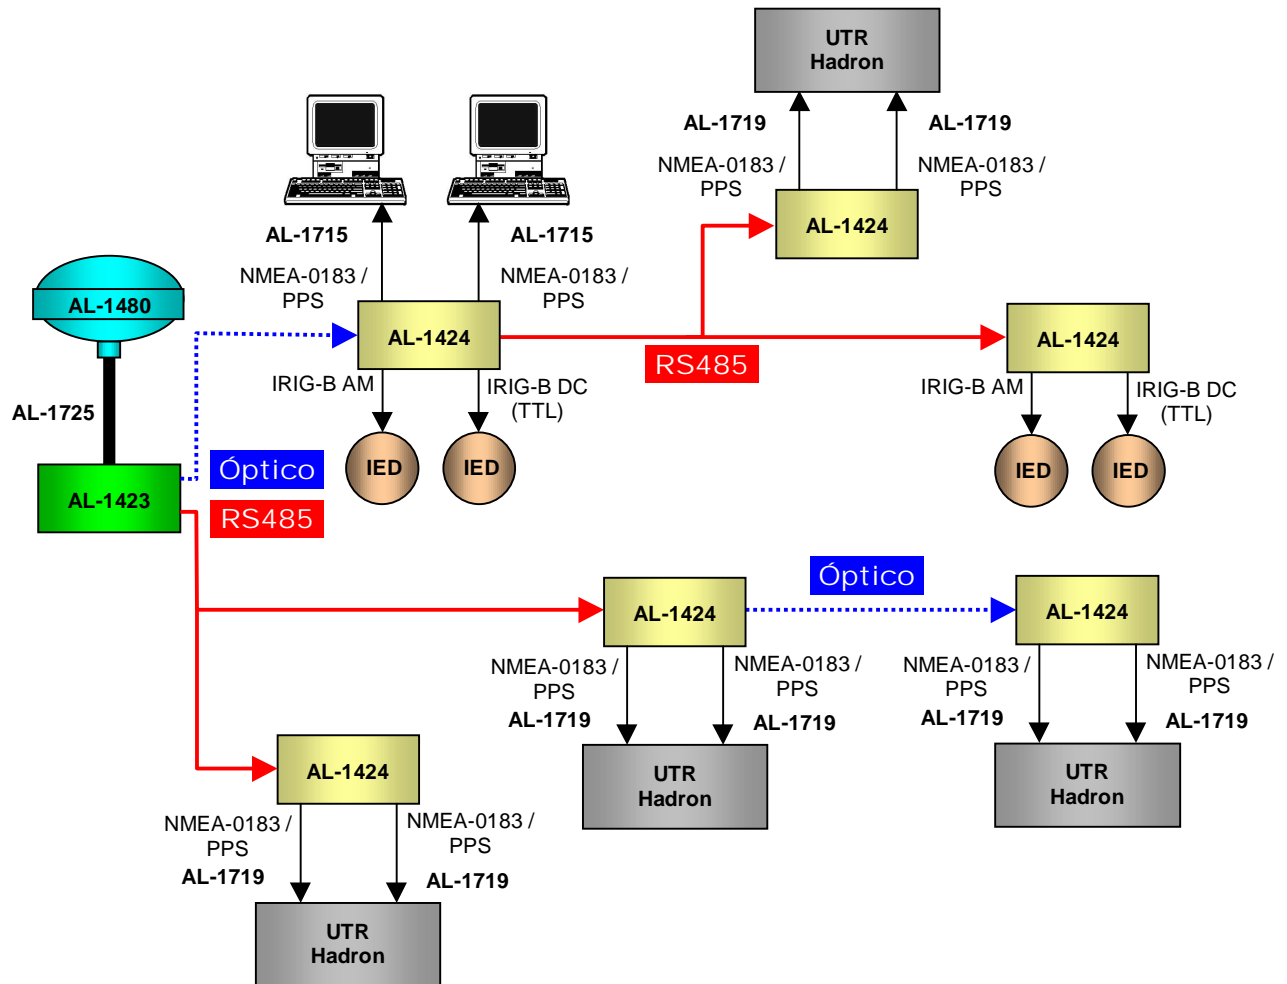 UTR
Hadron
AL-1719
AL-1719
NMEA-0183 /
PPS
NMEA-0183 /
PPS
AL-1424
AL-1715
AL-1715
NMEA-0183 /
PPS
NMEA-0183 /
PPS
AL-1480
AL-1424
RS485
AL-1424
IRIG-B AM
IRIG-B DC
(TTL)
IRIG-B AM
IRIG-B DC
(TTL)
AL-1725
IED
IED
IED
IED
Óptico
AL-1423
RS485
Óptico
AL-1424
AL-1424
NMEA-0183 /
PPS
NMEA-0183 /
PPS
NMEA-0183 /
PPS
NMEA-0183 /
PPS
AL-1719
AL-1719
AL-1719
AL-1719
AL-1424
UTR
Hadron
UTR
Hadron
NMEA-0183 /
PPS
NMEA-0183 /
PPS
AL-1719
AL-1719
UTR
Hadron